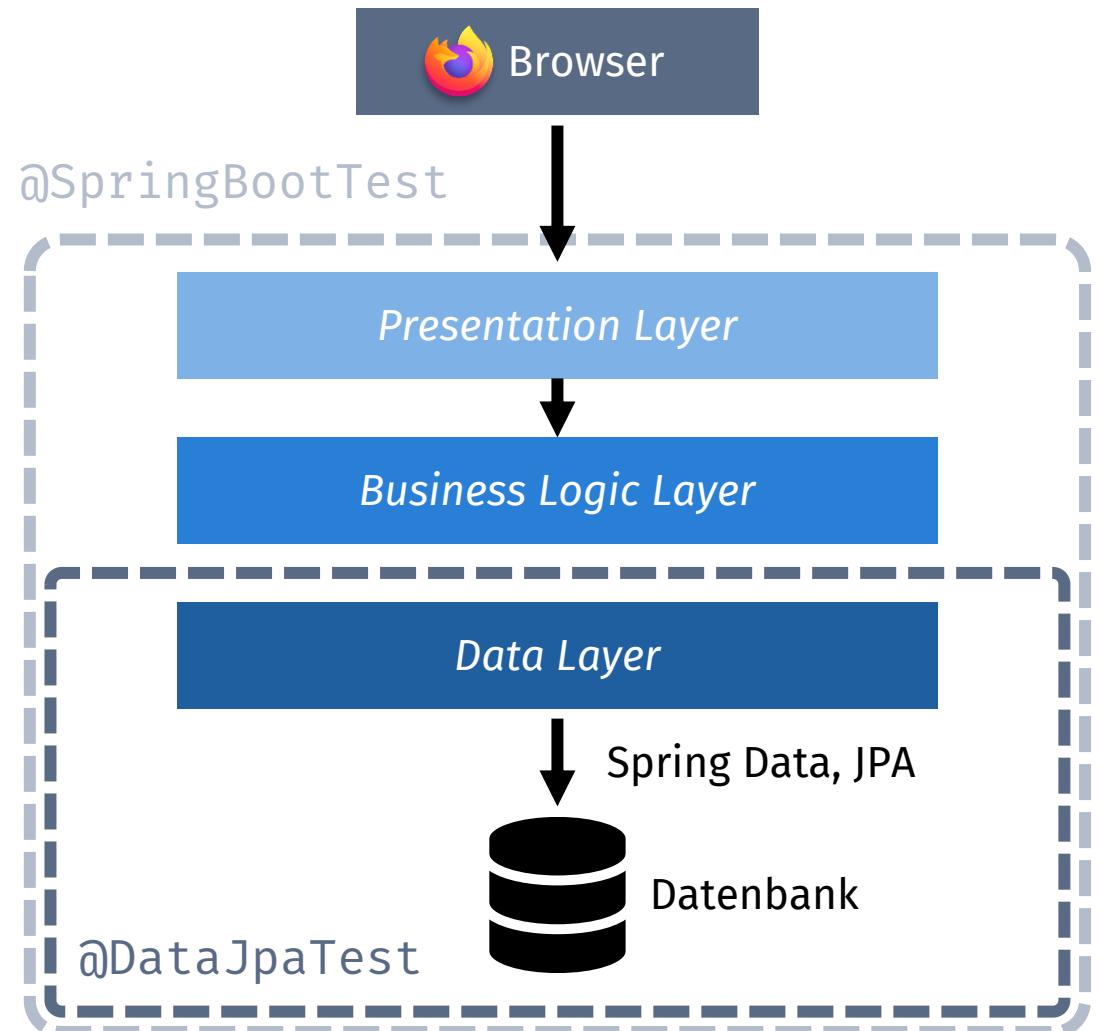 Browser
@SpringBootTest
Presentation Layer
Business Logic Layer
Data Layer
Spring Data, JPA
Datenbank
@DataJpaTest